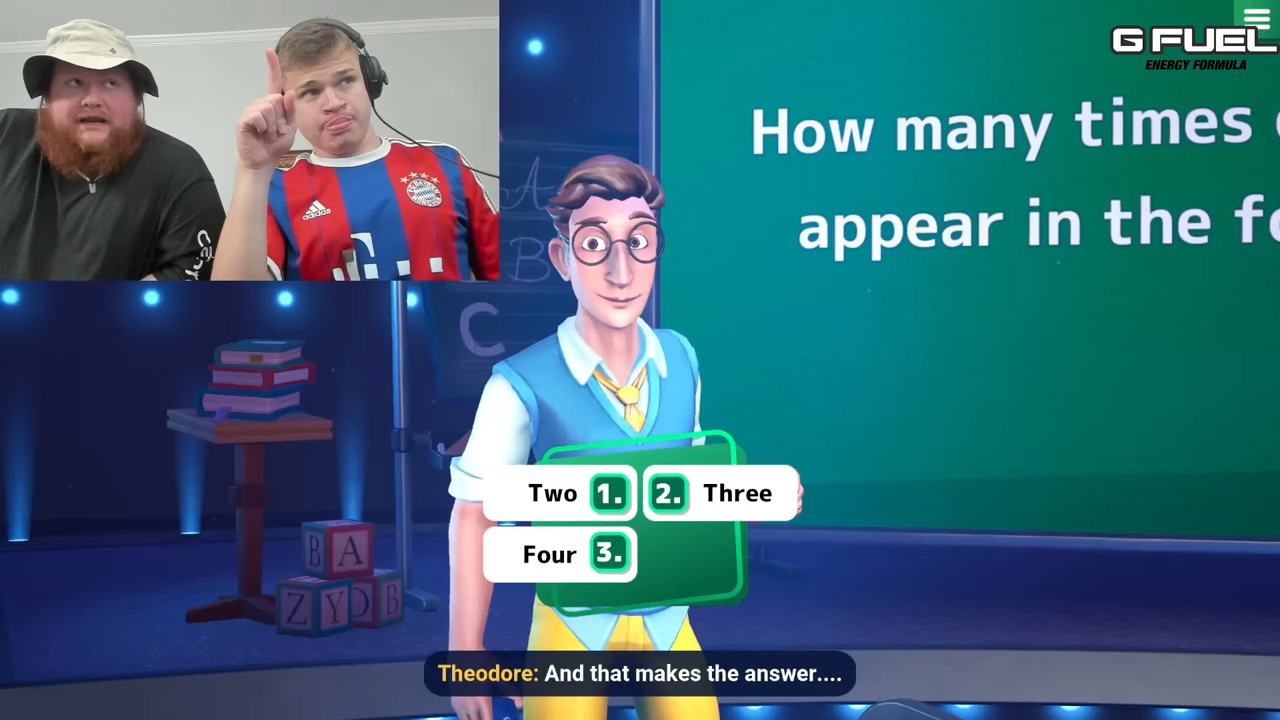 G FUEL
ENERGY FORMULA
How many times
appear in the
A
B
C
adidas
Two 1.
2. Three
Four 3.
B A
Z Y D B
Theodore: And that makes the answer....